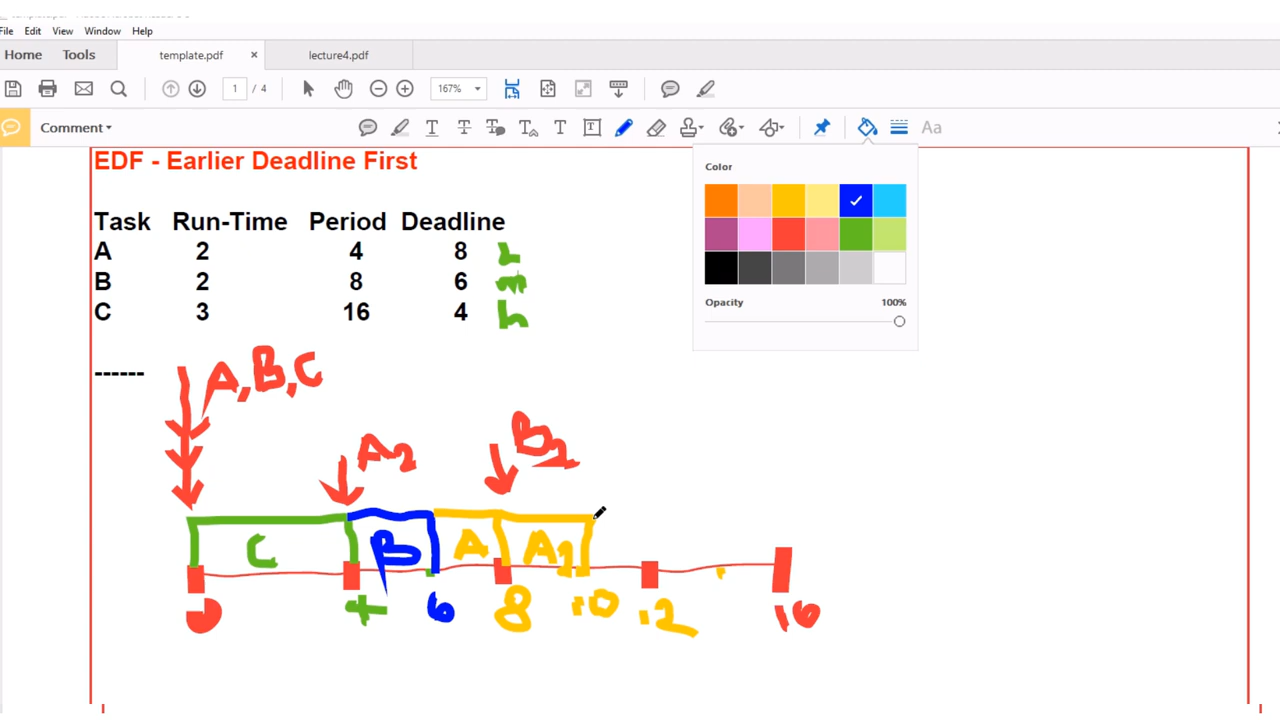 File Edit View Window Help
Home Tools template.pdf × lecture4.pdf
1 / 4 167%
Comment Aa
Color
Opacity 100%
EDF - Earlier Deadline First
Task Run-Time Period Deadline
A 2 4 8
B 2 8 6
C 3 16 4
------
A,B,C
A2
B2
C B A A2
0 4 6 8 10 12 16